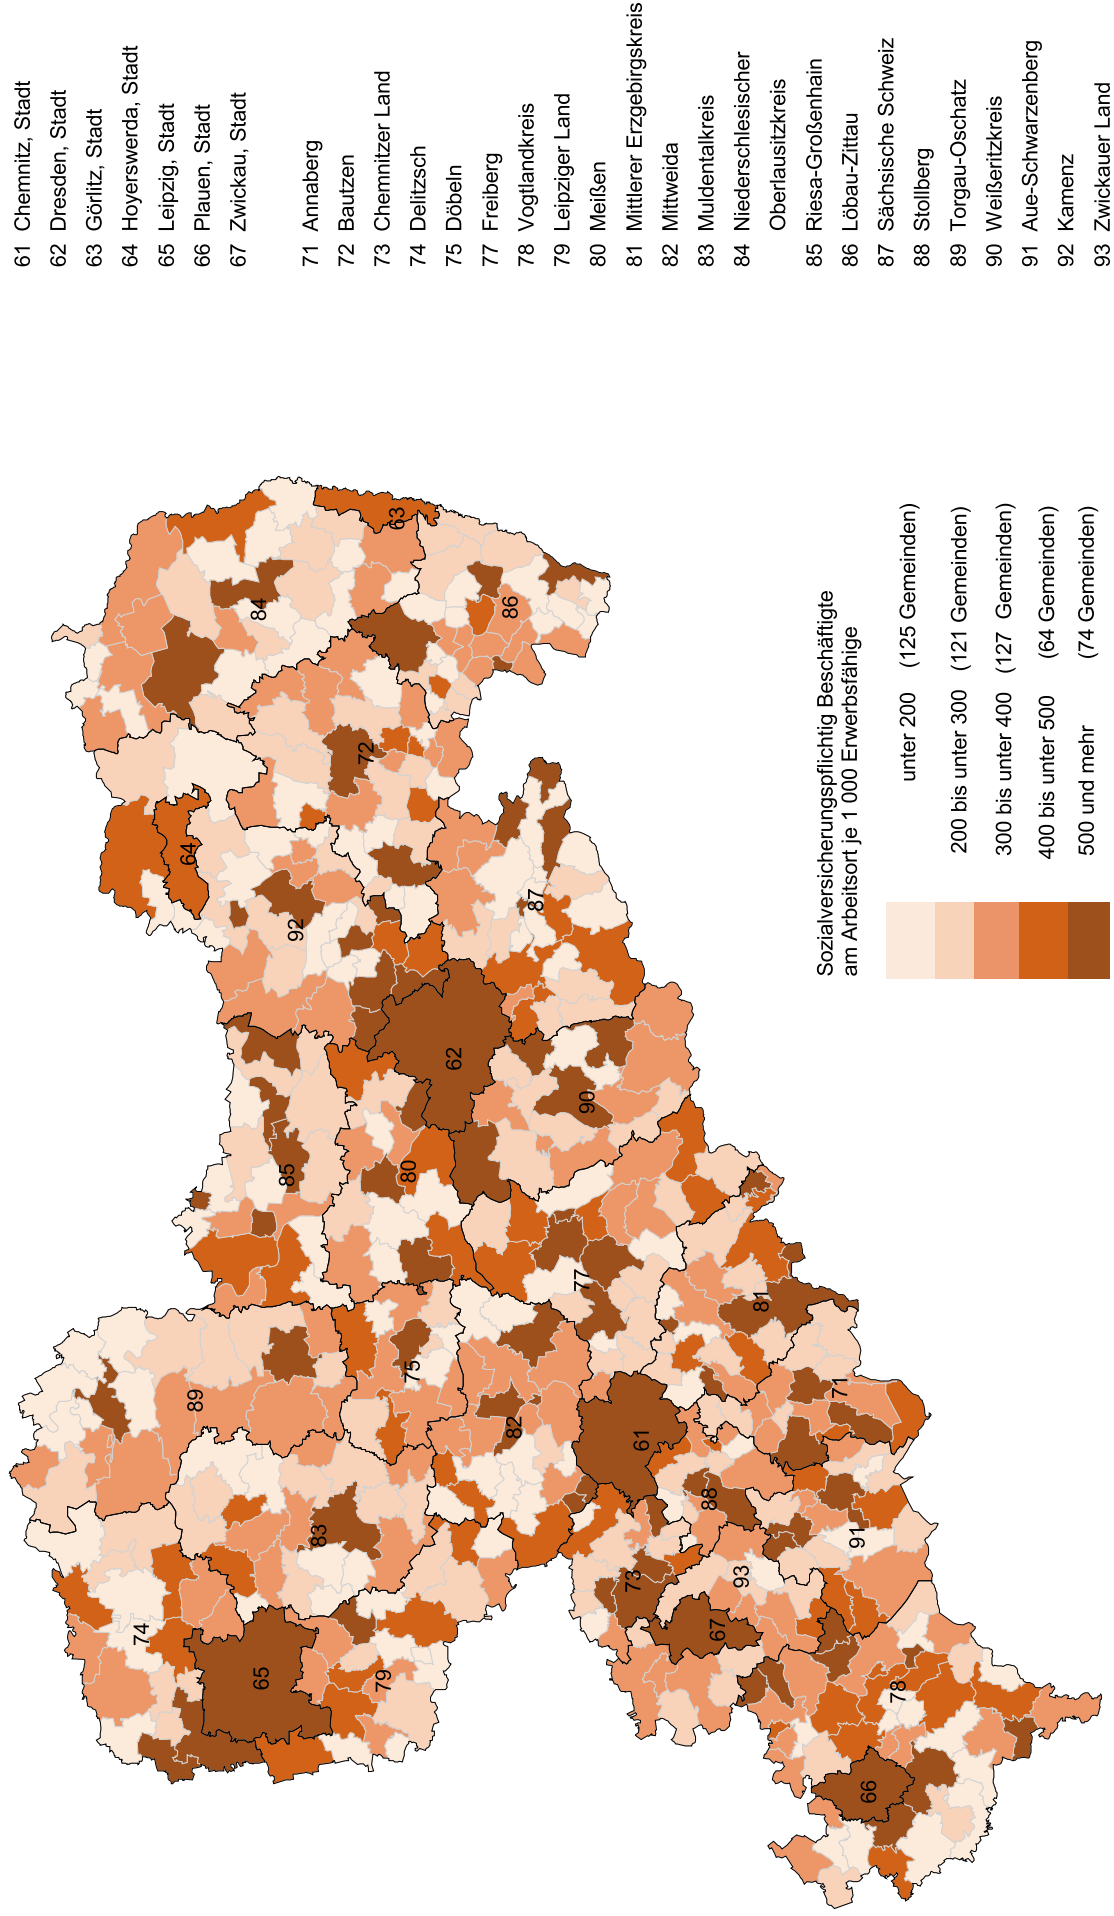 61 Chemnitz, Stadt
62 Dresden, Stadt
63 Görlitz, Stadt
64 Hoyerswerda, Stadt
65 Leipzig, Stadt
66 Plauen, Stadt
67 Zwickau, Stadt
71 Annaberg
72 Bautzen
73 Chemnitzer Land
74 Delitzsch
75 Döbeln
77 Freiberg
78 Vogtlandkreis
79 Leipziger Land
80 Meißen
81 Mittlerer Erzgebirgskreis
82 Mittweida
83 Muldentalkreis
84 Niederschlesischer
Oberlausitzkreis
85 Riesa-Großenhain
86 Löbau-Zittau
87 Sächsische Schweiz
88 Stollberg
89 Torgau-Oschatz
90 Weißeritzkreis
91 Aue-Schwarzenberg
92 Kamenz
93 Zwickauer Land
Sozialversicherungspflichtig Beschäftigte
am Arbeitsort je 1 000 Erwerbsfähige
unter 200 (125 Gemeinden)
200 bis unter 300 (121 Gemeinden)
300 bis unter 400 (127 Gemeinden)
400 bis unter 500 (64 Gemeinden)
500 und mehr (74 Gemeinden)
74
89
65
83
79
75
82
85
80
77
64
92
62
90
87
84
72
63
86
61
88
73
93
67
91
71
81
78
66